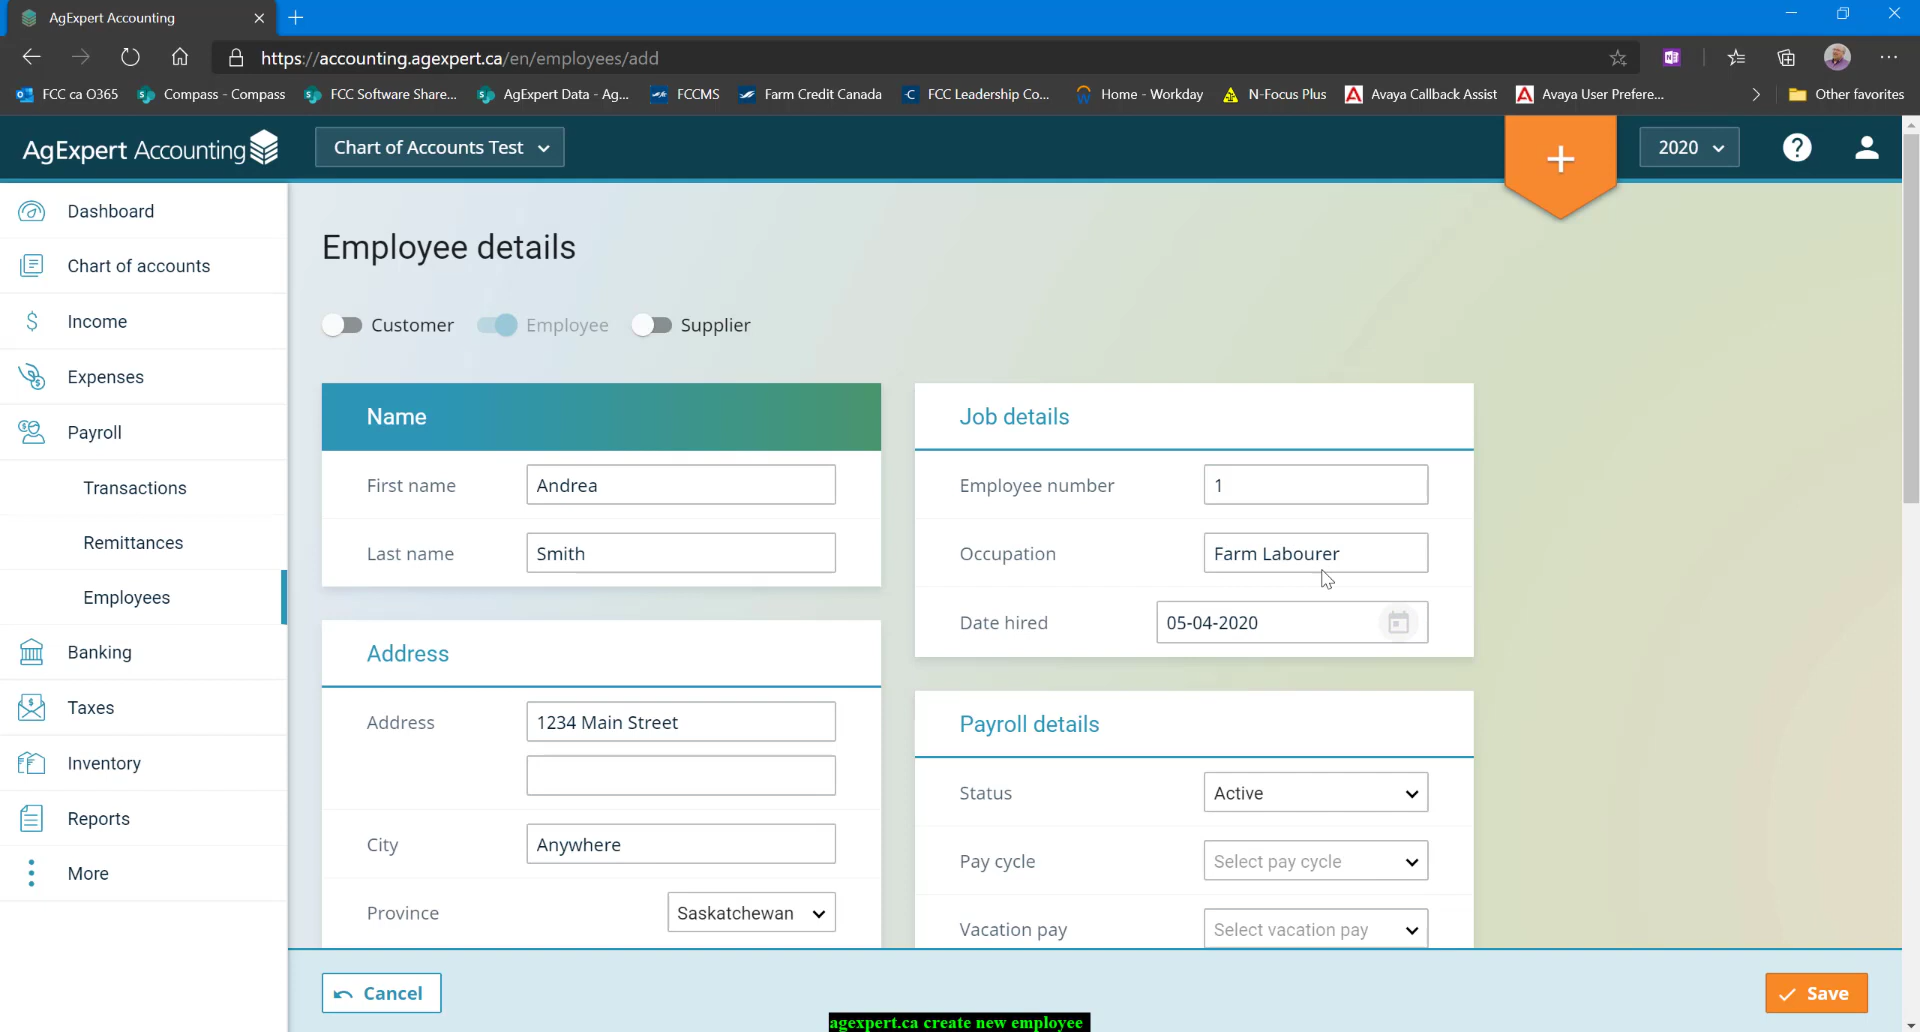 AgExpert Accounting
https://accounting.agexpert.ca/en/employees/add
FCC ca O365 Compass - Compass FCC Software Share... AgExpert Data - Ag... FCCMS Farm Credit Canada FCC Leadership Co... Home - Workday N-Focus Plus Avaya Callback Assist Avaya User Prefere... Other favorites
AgExpert Accounting Chart of Accounts Test + 2020 ?
Dashboard
Chart of accounts
Income
Expenses
Payroll
Transactions
Remittances
Employees
Banking
Taxes
Inventory
Reports
More
Employee details
Customer Employee Supplier
Name
First name Andrea
Last name Smith
Address
Address 1234 Main Street
City Anywhere
Province Saskatchewan
Job details
Employee number 1
Occupation Farm Labourer
Date hired 05-04-2020
Payroll details
Status Active
Pay cycle Select pay cycle
Vacation pay Select vacation pay
Cancel Save
agexpert.ca create new employee